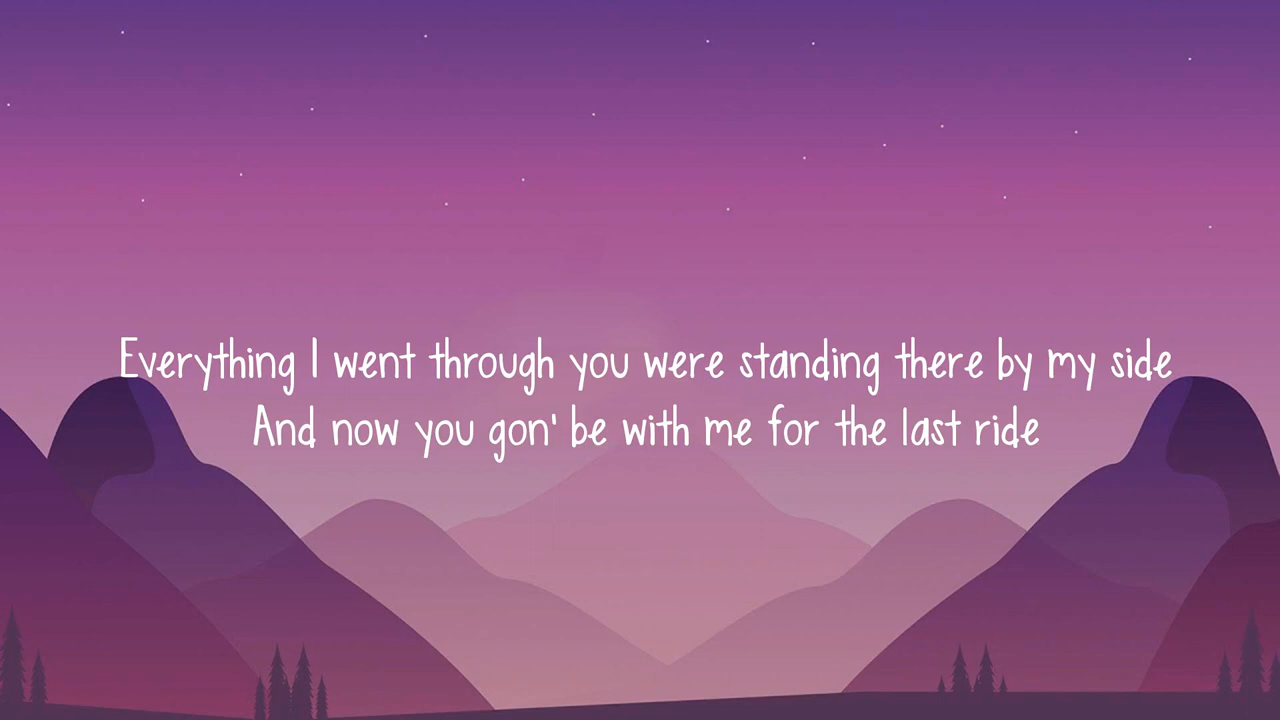 Everything I went through you were standing there by my side
And now you gon' be with me for the last ride